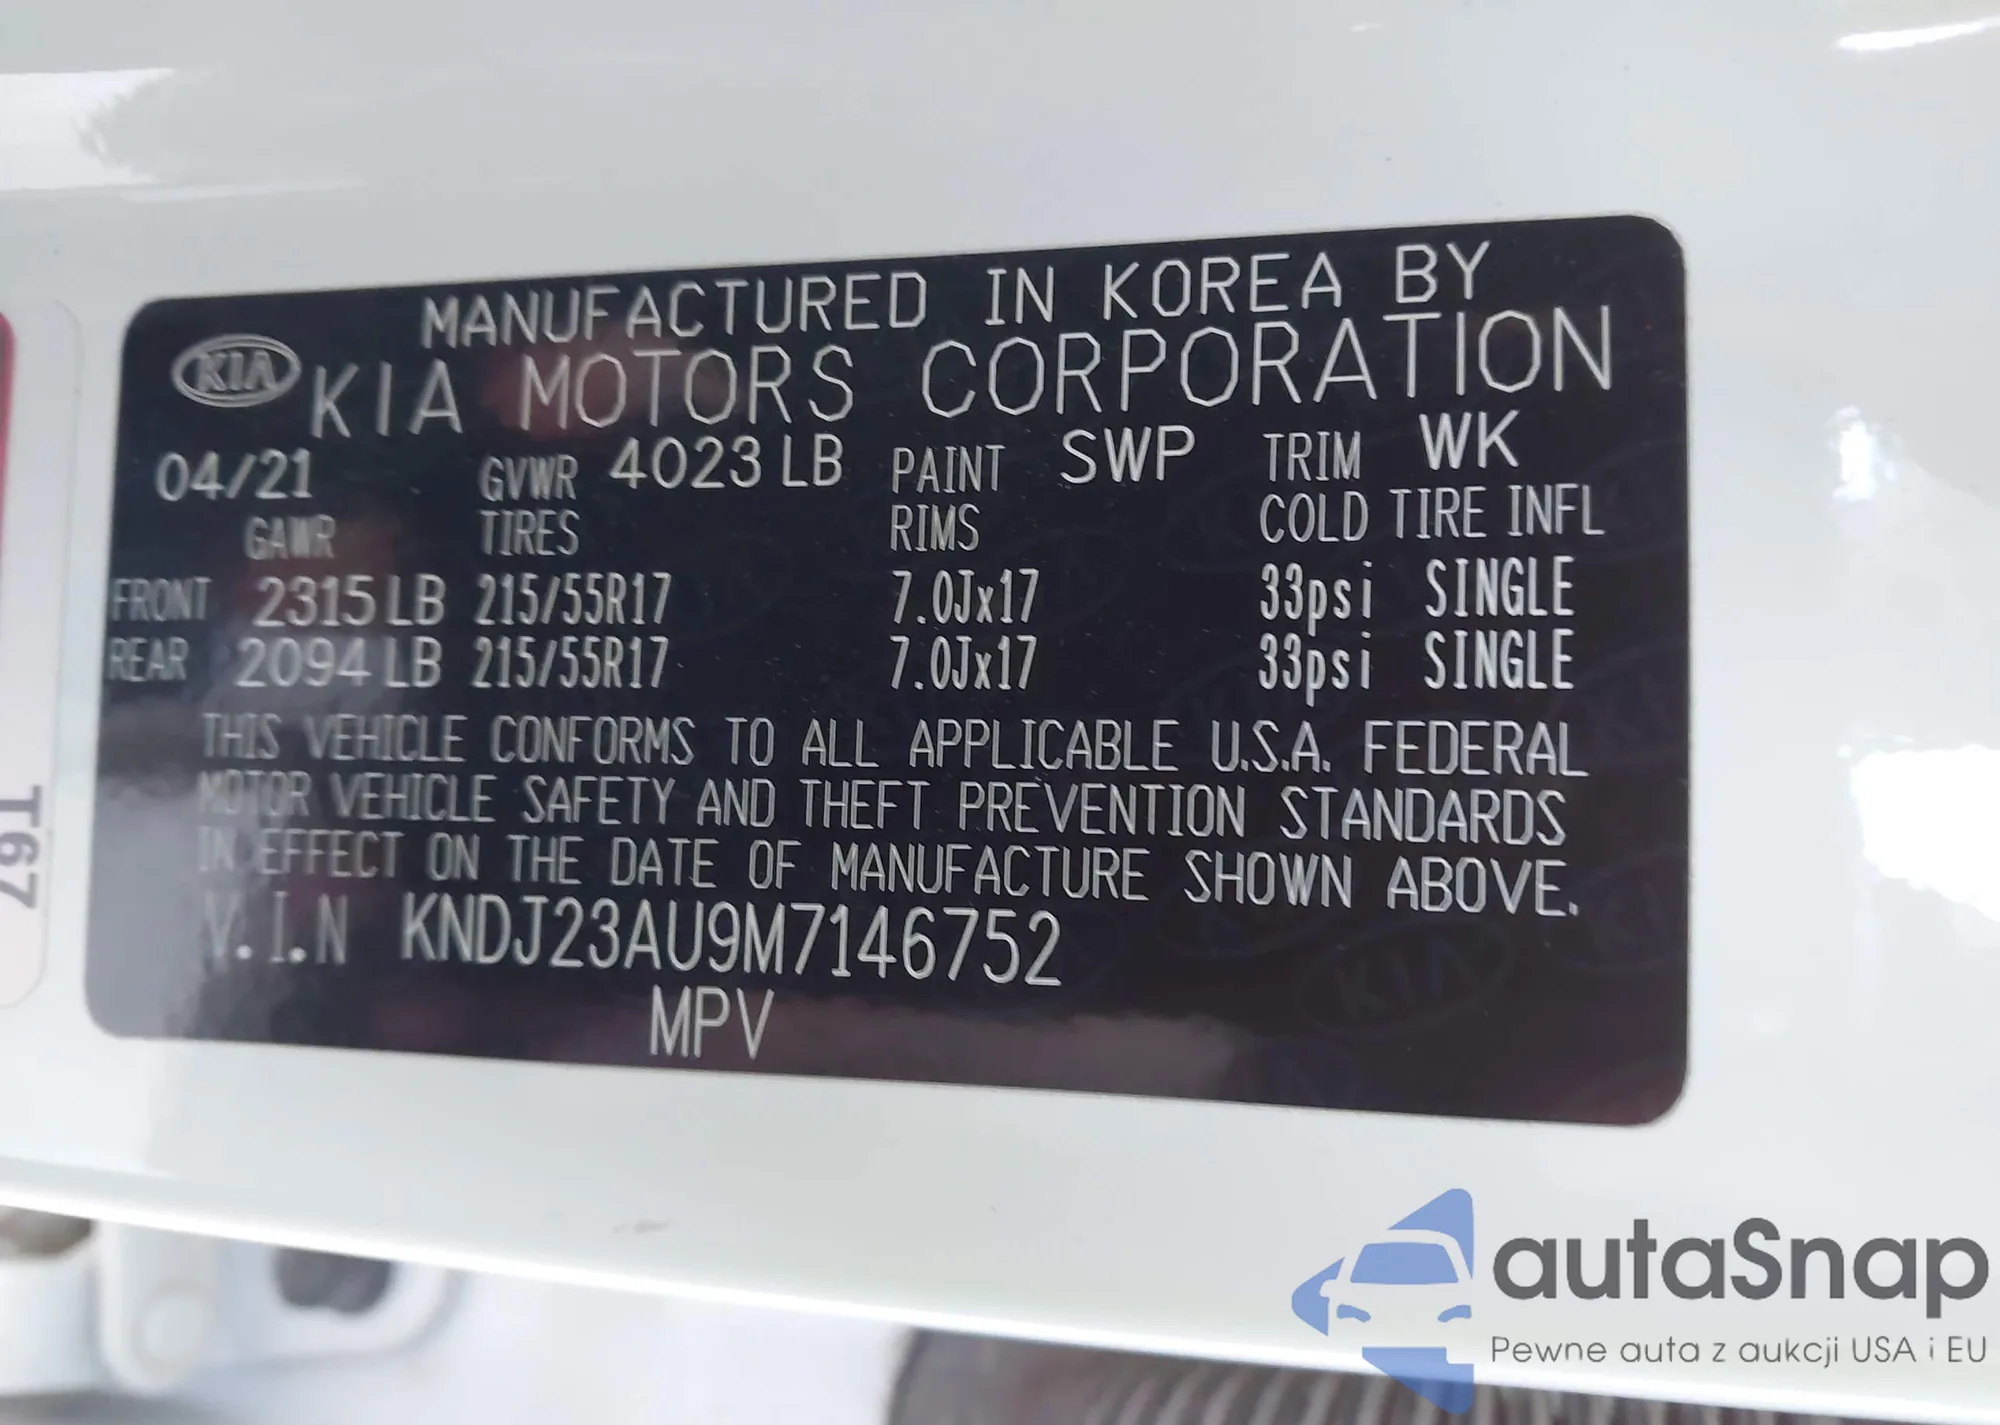 MANUFACTURED IN KOREA BY
KIA KIA MOTORS CORPORATION
04/21 GVWR 4023 LB PAINT SWP TRIM WK
GAWR TIRES RIMS COLD TIRE INFL
FRONT 2315 LB 215/55R17 7.0Jx17 33psi SINGLE
REAR 2094 LB 215/55R17 7.0Jx17 33psi SINGLE
THIS VEHICLE CONFORMS TO ALL APPLICABLE U.S.A. FEDERAL
MOTOR VEHICLE SAFETY AND THEFT PREVENTION STANDARDS
IN EFFECT ON THE DATE OF MANUFACTURE SHOWN ABOVE.
V.I.N KNDJ23AU9M7146752
MPV
T67
autaSnap
Pewne auta z aukcji USA i EU